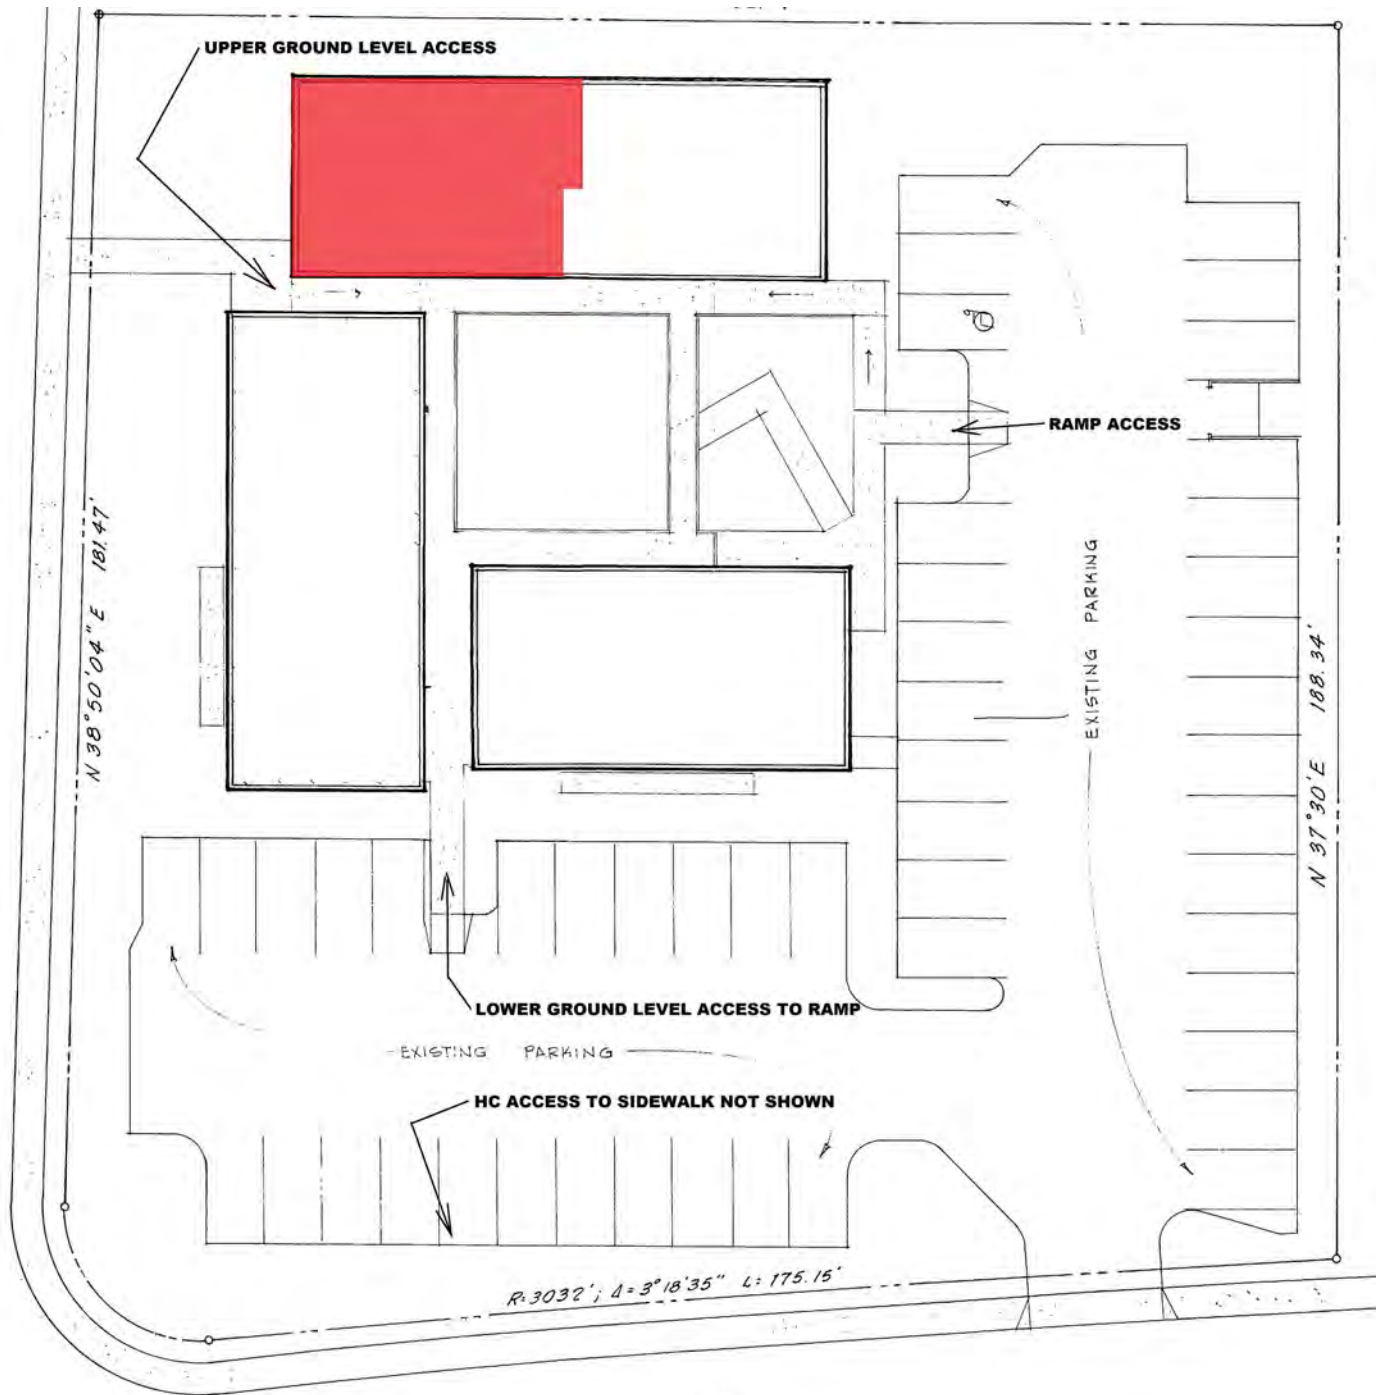 UPPER GROUND LEVEL ACCESS
RAMP ACCESS
N 38°50'04" E 181.47'
EXISTING PARKING
N 37°30' E 188.34'
LOWER GROUND LEVEL ACCESS TO RAMP
EXISTING PARKING
HC ACCESS TO SIDEWALK NOT SHOWN
R=3032'; Δ=3°18'35" L=175.15'